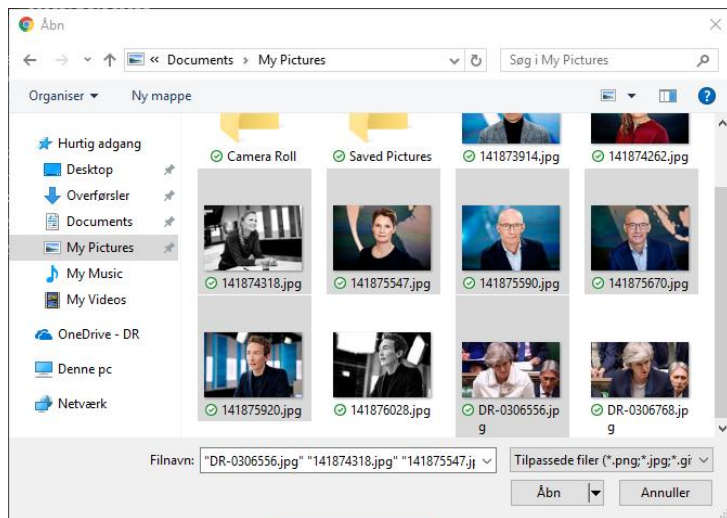 Åbn
« Documents › My Pictures
Søg i My Pictures
Organiser
Ny mappe
?
Hurtig adgang
Desktop
Overførsler
Documents
My Pictures
My Music
My Videos
OneDrive - DR
Denne pc
Netværk
Camera Roll
Saved Pictures
141873914.jpg
141874262.jpg
141874318.jpg
141875547.jpg
141875590.jpg
141875670.jpg
141875920.jpg
141876028.jpg
DR-0306556.jp
g
DR-0306768.jp
g
Filnavn:
"DR-0306556.jpg" "141874318.jpg" "141875547.j
Tilpassede filer (*.png;*.jpg;*.gi
Åbn
Annuller